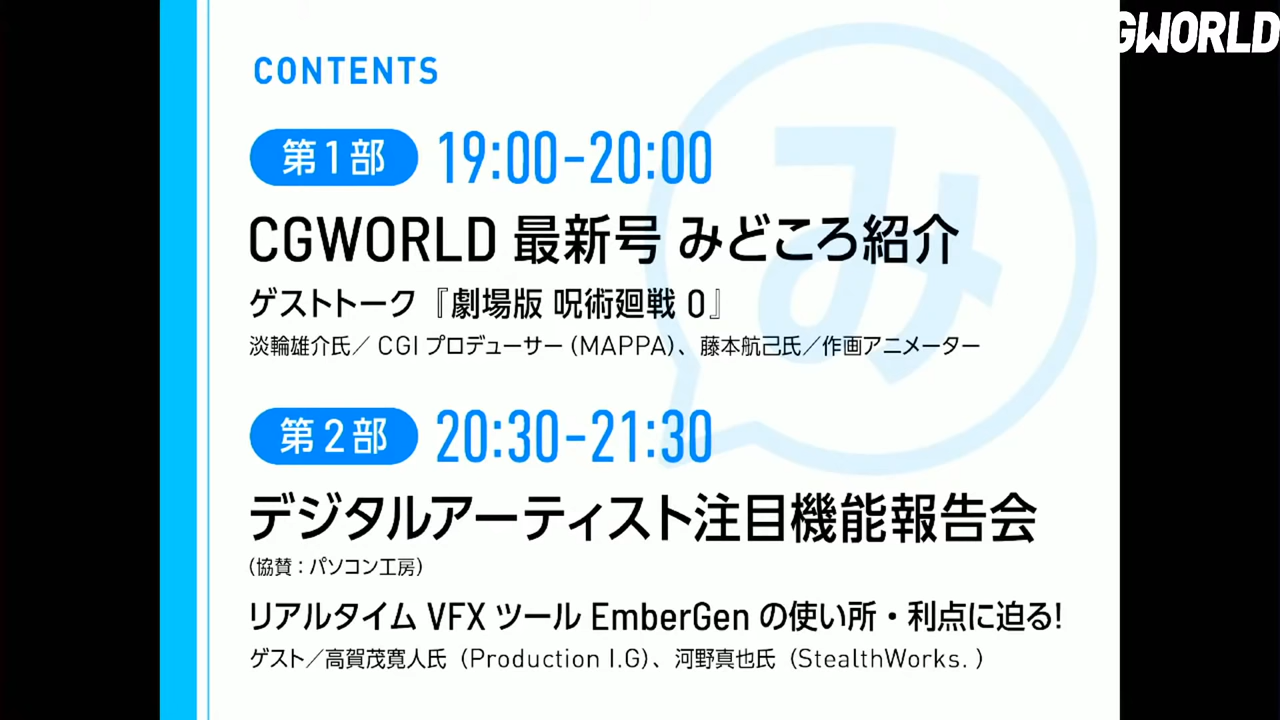 GWORLD
CONTENTS
第1部 19:00-20:00
CGWORLD 最新号 みどころ紹介
ゲストトーク『劇場版 呪術廻戦 0』
淡輪雄介氏／ CGI プロデューサー (MAPPA)、藤本航己氏／作画アニメーター
第2部 20:30-21:30
デジタルアーティスト注目機能報告会
(協賛：パソコン工房)
リアルタイム VFX ツール EmberGen の使い所・利点に迫る!
ゲスト／高賀茂寛人氏 (Production I.G)、河野真也氏 (StealthWorks. )
み